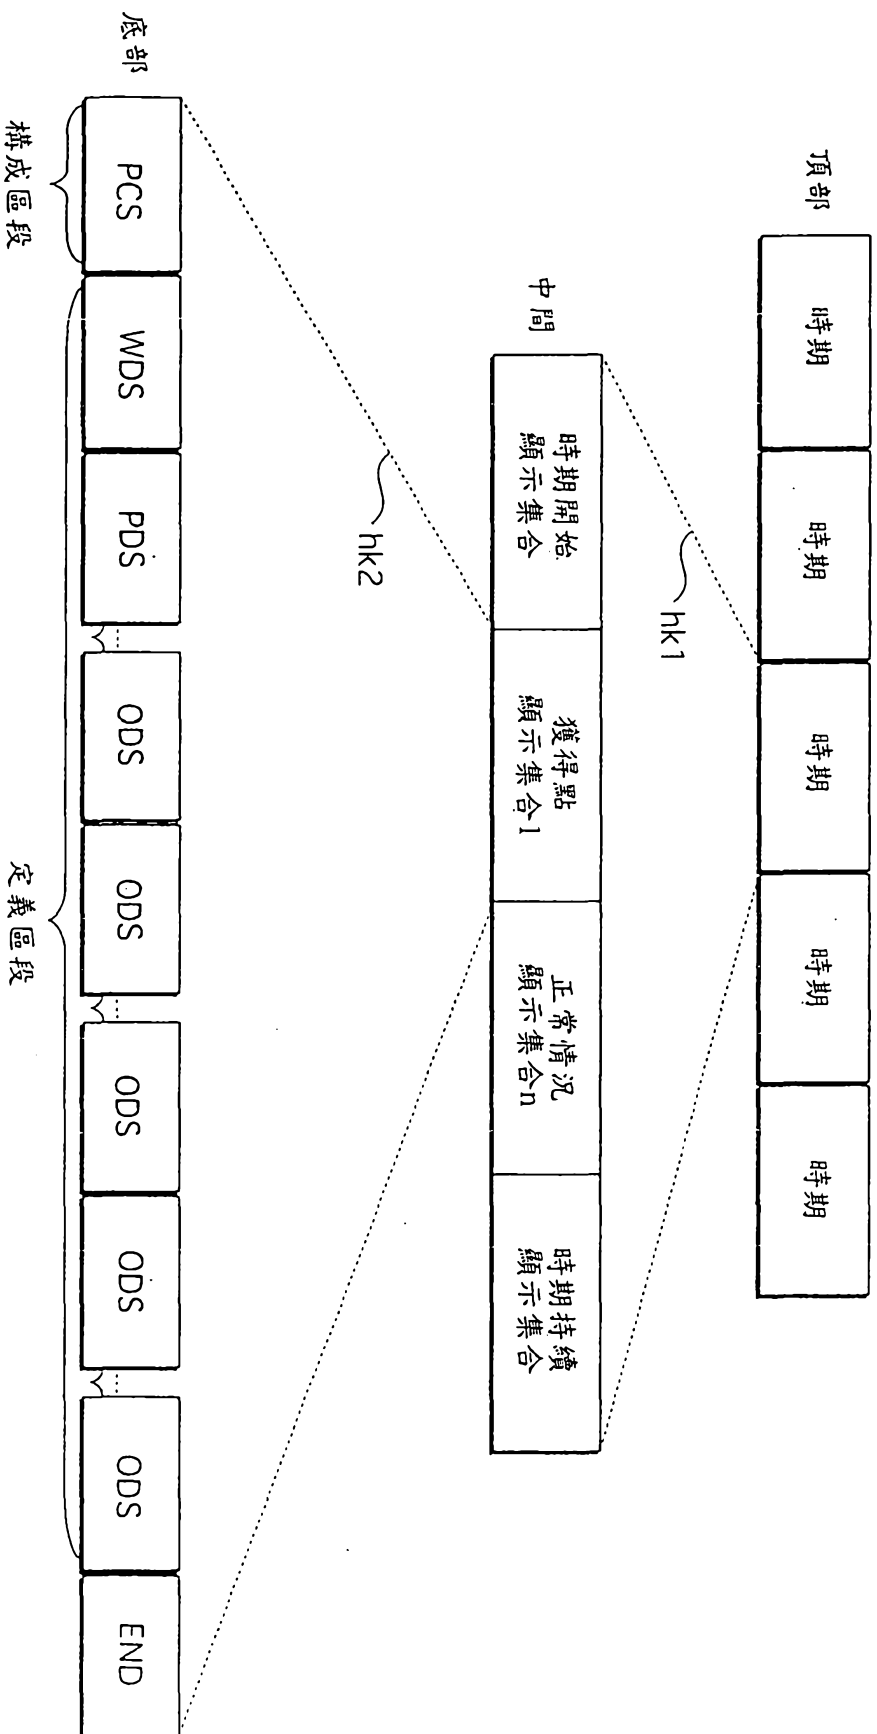 頂部
時期
時期
時期
時期
時期
hk1
中間
時期開始
顯示集合
獲得點
顯示集合1
正常情況
顯示集合n
時期持續
顯示集合
hk2
底部
PCS
WDS
PDS
ODS
ODS
ODS
ODS
ODS
END
構成區段
定義區段